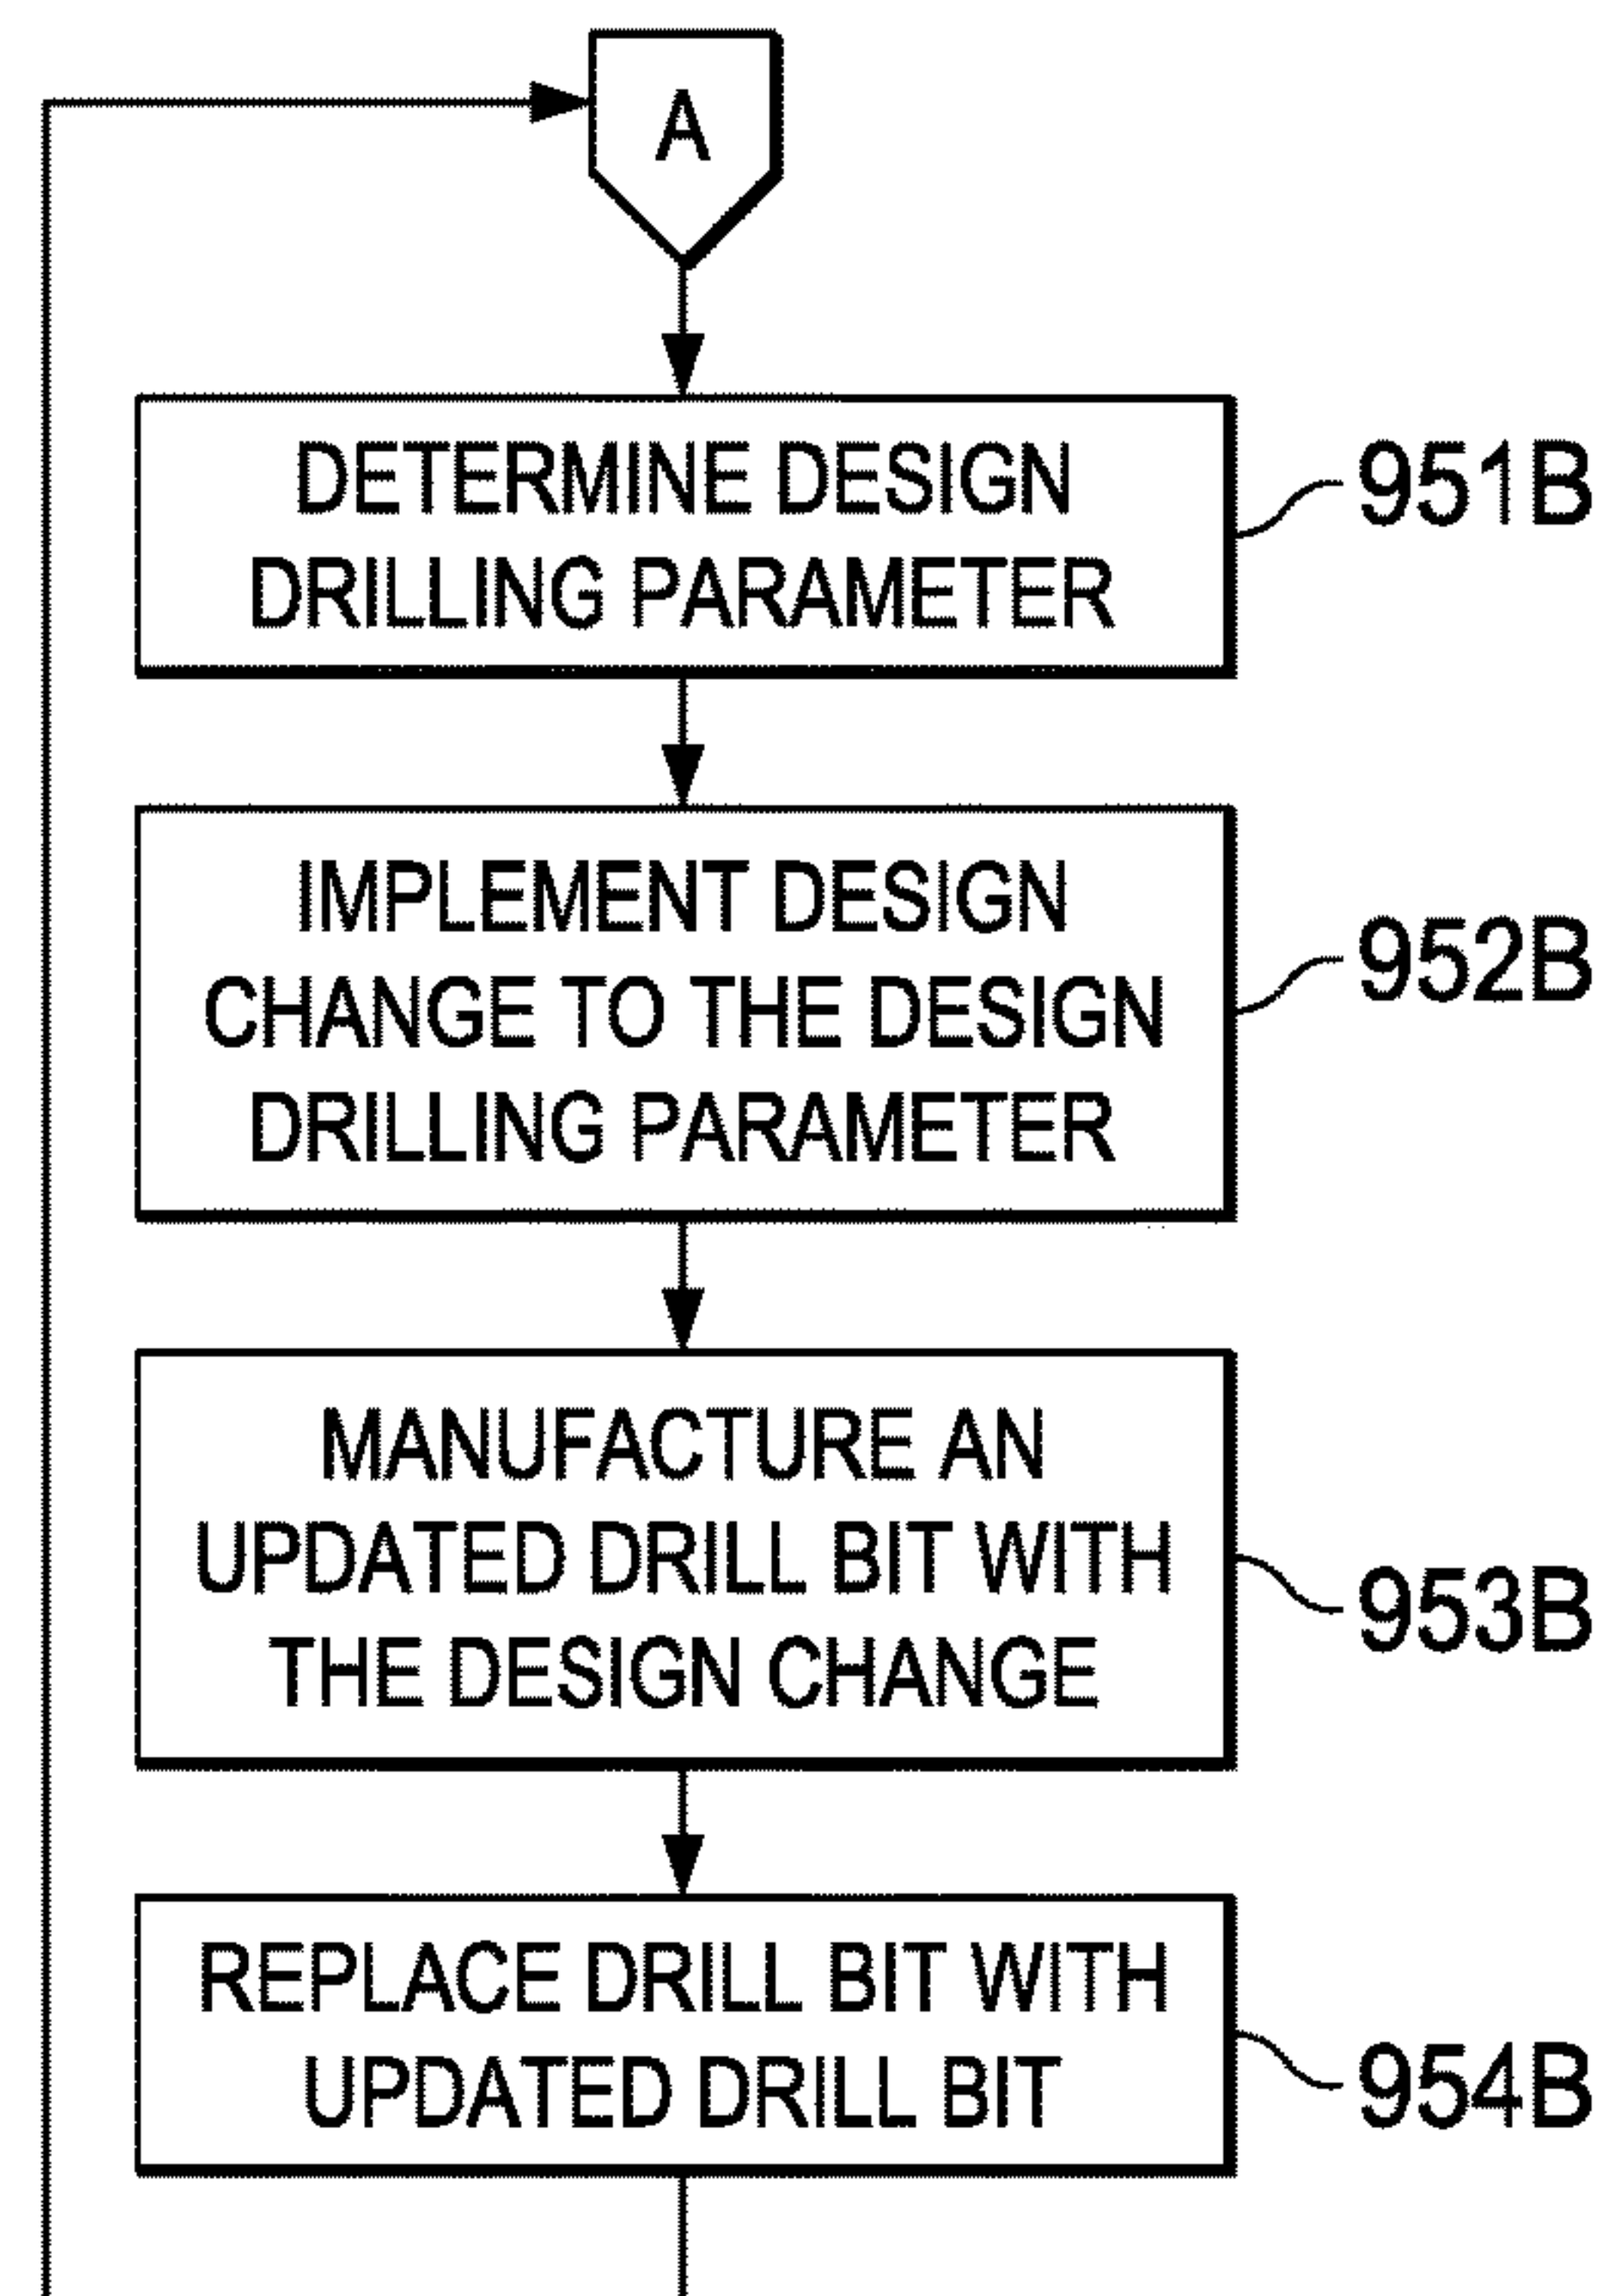 A
DETERMINE DESIGN
DRILLING PARAMETER
951B
IMPLEMENT DESIGN
CHANGE TO THE DESIGN
DRILLING PARAMETER
952B
MANUFACTURE AN
UPDATED DRILL BIT WITH
THE DESIGN CHANGE
953B
REPLACE DRILL BIT WITH
UPDATED DRILL BIT
954B